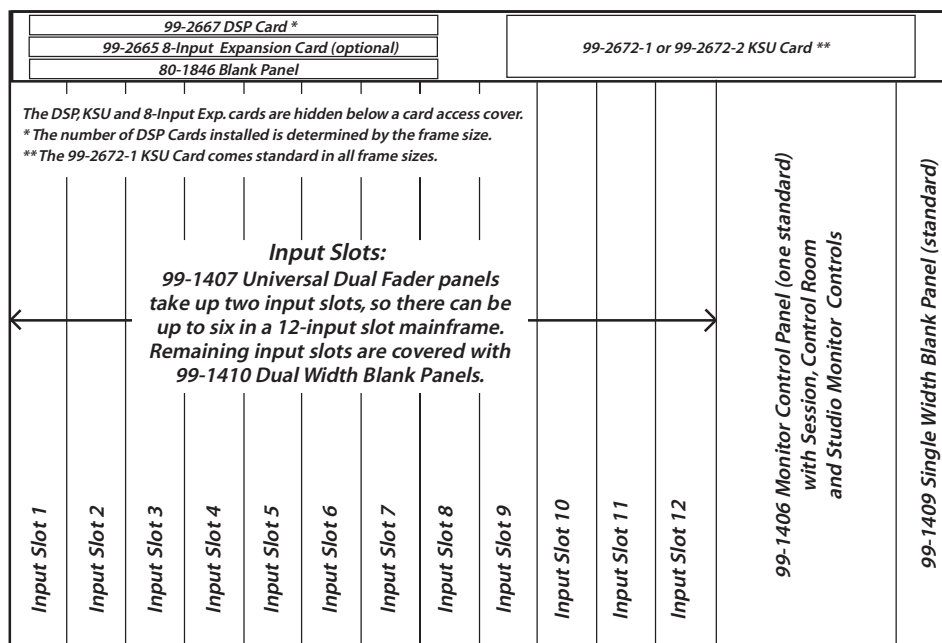 99-2667 DSP Card *
99-2665 8-Input Expansion Card (optional)
80-1846 Blank Panel
99-2672-1 or 99-2672-2 KSU Card **
The DSP, KSU and 8-Input Exp. cards are hidden below a card access cover.
* The number of DSP Cards installed is determined by the frame size.
** The 99-2672-1 KSU Card comes standard in all frame sizes.
Input Slots:
99-1407 Universal Dual Fader panels
take up two input slots, so there can be
up to six in a 12-input slot mainframe.
Remaining input slots are covered with
99-1410 Dual Width Blank Panels.
Input Slot 1
Input Slot 2
Input Slot 3
Input Slot 4
Input Slot 5
Input Slot 6
Input Slot 7
Input Slot 8
Input Slot 9
Input Slot 10
Input Slot 11
Input Slot 12
99-1406 Monitor Control Panel (one standard)
with Session, Control Room
and Studio Monitor Controls
99-1409 Single Width Blank Panel (standard)